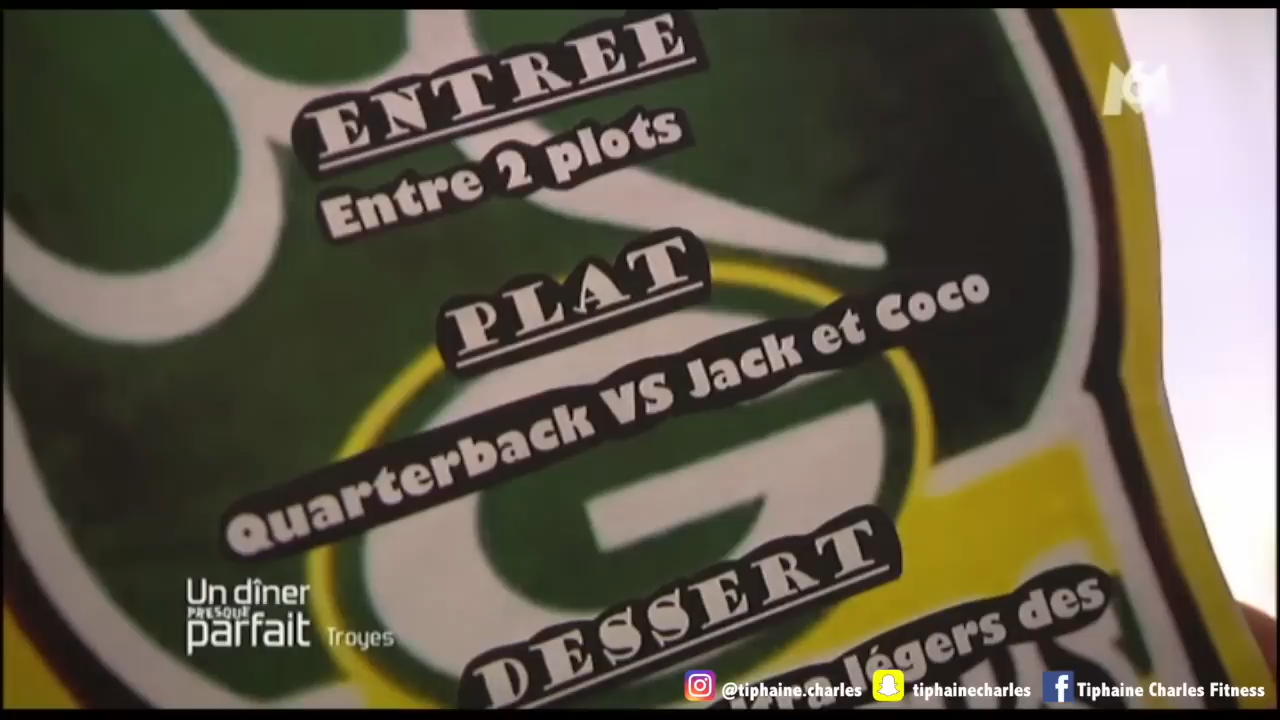 ENTREE
Entre 2 plots
PLAT
Quarterback VS Jack et Coco
DESSERT
légers des
M6
G
Un dîner
PRESQUE
parfait Troyes
@tiphaine.charles tiphainecharles Tiphaine Charles Fitness